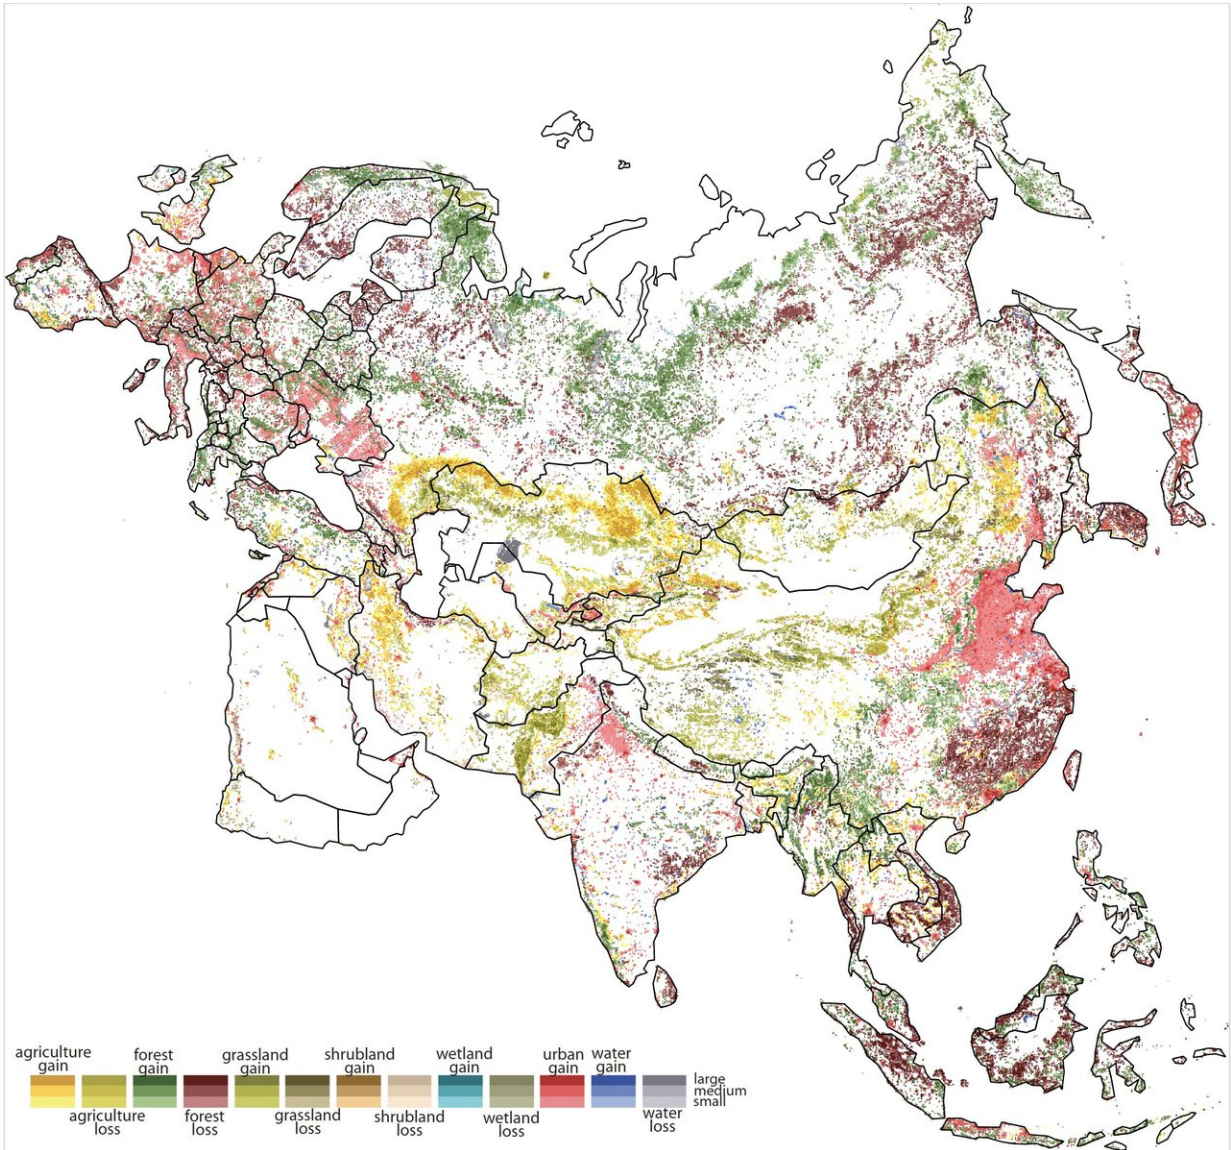 agriculture
gain
forest
gain
grassland
gain
shrubland
gain
wetland
gain
urban
gain
water
gain
large
medium
small
agriculture
loss
forest
loss
grassland
loss
shrubland
loss
wetland
loss
water
loss